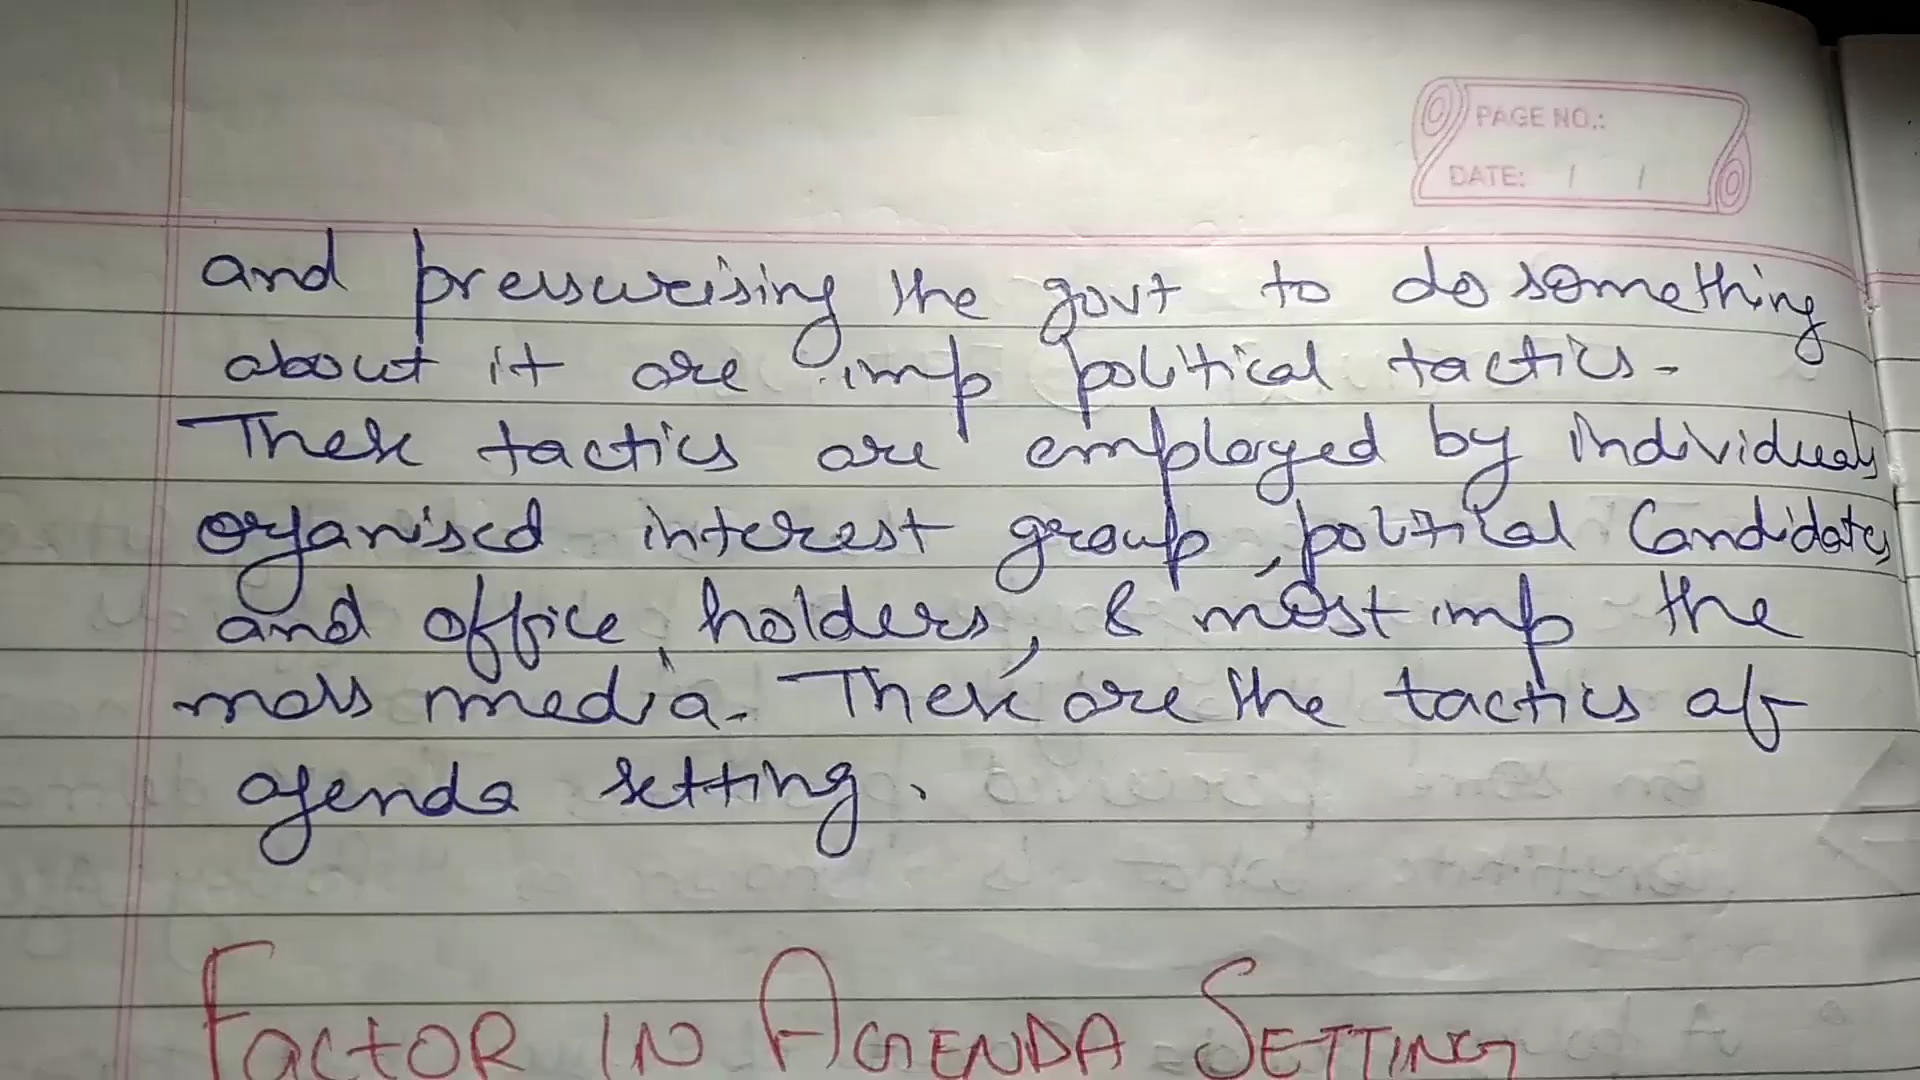 PAGE NO.:
DATE: / /
and pressureising the govt to do something
about it are imp political tactics.
These tactics are employed by individuals
organised interest group, political Candidates
and office holders, & most imp the
mass media. These are the tactics of
agenda setting.
FACTOR IN AGENDA SETTING